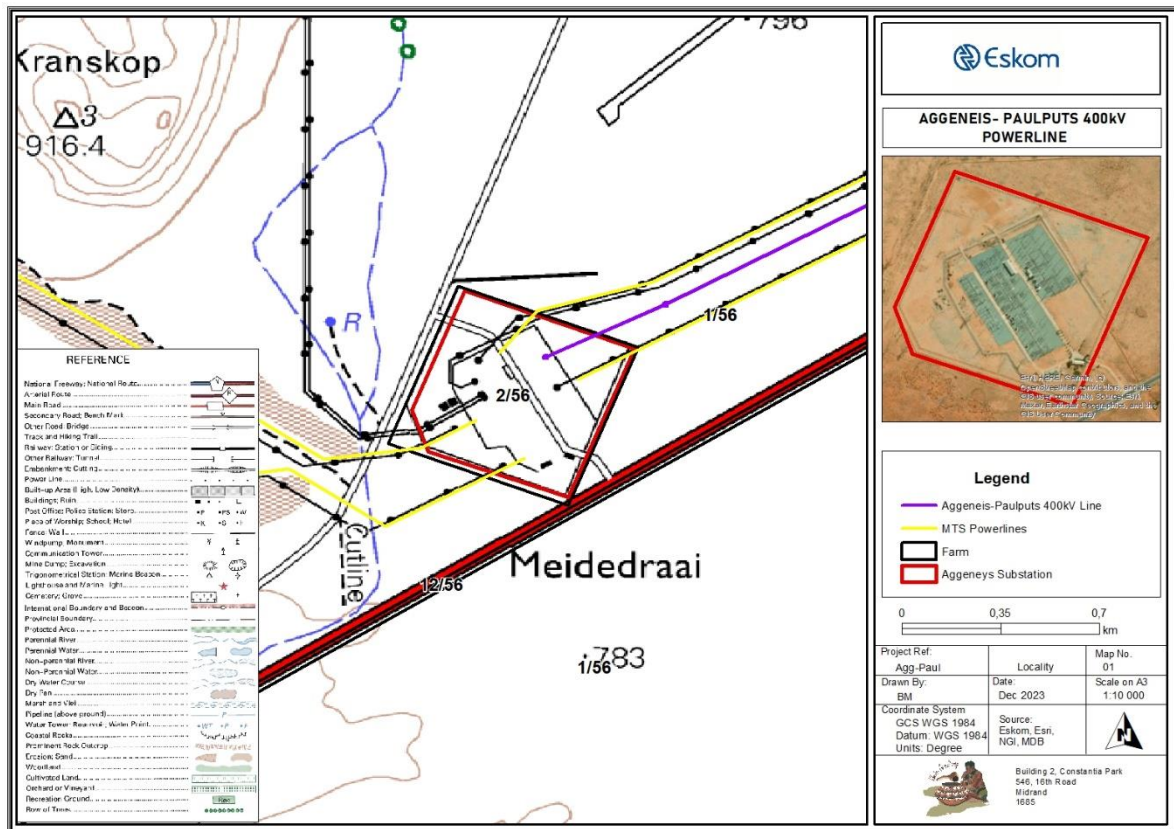 Kranskop
3
916.4
796
R
1/56
2/56
Cutline
Meidedraai
12/56
783
1/56
REFERENCE
National Freeway; National Route
Arterial Route
Main Road
Secondary Road; Bench Mark
Other Road; Bridge
Track and Hiking Trail
Railway; Station or Siding
Other Railway; Tunnel
Embankment; Cutting
Power Line
Built-up Area (High, Low Density)
Buildings; Ruin
Post Office; Police Station; Store
Place of Worship; School; Hotel
Fence; Wall
Windpump; Monument
Communication Tower
Mine Dump; Excavation
Trigonometrical Station; Marine Beacon
Lighthouse and Marine Light
Cemetery; Grave
International Boundary and Beacon
Provincial Boundary
Protected Area
Perennial River
Perennial Water
Non-perennial River
Non-Perennial Water
Dry Water Course
Dry Pan
Marsh and Vlei
Pipeline (above ground)
Water Tower; Reservoir; Water Point
Coastal Rocks
Prominent Rock Outcrop
Erosion; Sand
Woodland
Cultivated Land
Orchard or Vineyard
Recreation Ground
Row of Trees
Eskom
AGGENEIS- PAULPUTS 400kV
POWERLINE
Legend
Aggeneis-Paulputs 400kV Line
MTS Powerlines
Farm
Aggeneys Substation
0 0,35 0,7
km
Project Ref:
Agg-Paul
Locality
Map No.
01
Drawn By:
BM
Date:
Dec 2023
Scale on A3
1:10 000
Coordinate System
GCS WGS 1984
Datum: WGS 1984
Units: Degree
Source:
Eskom, Esri,
NGI, MDB
N
Building 2, Constantia Park
546, 16th Road
Midrand
1685